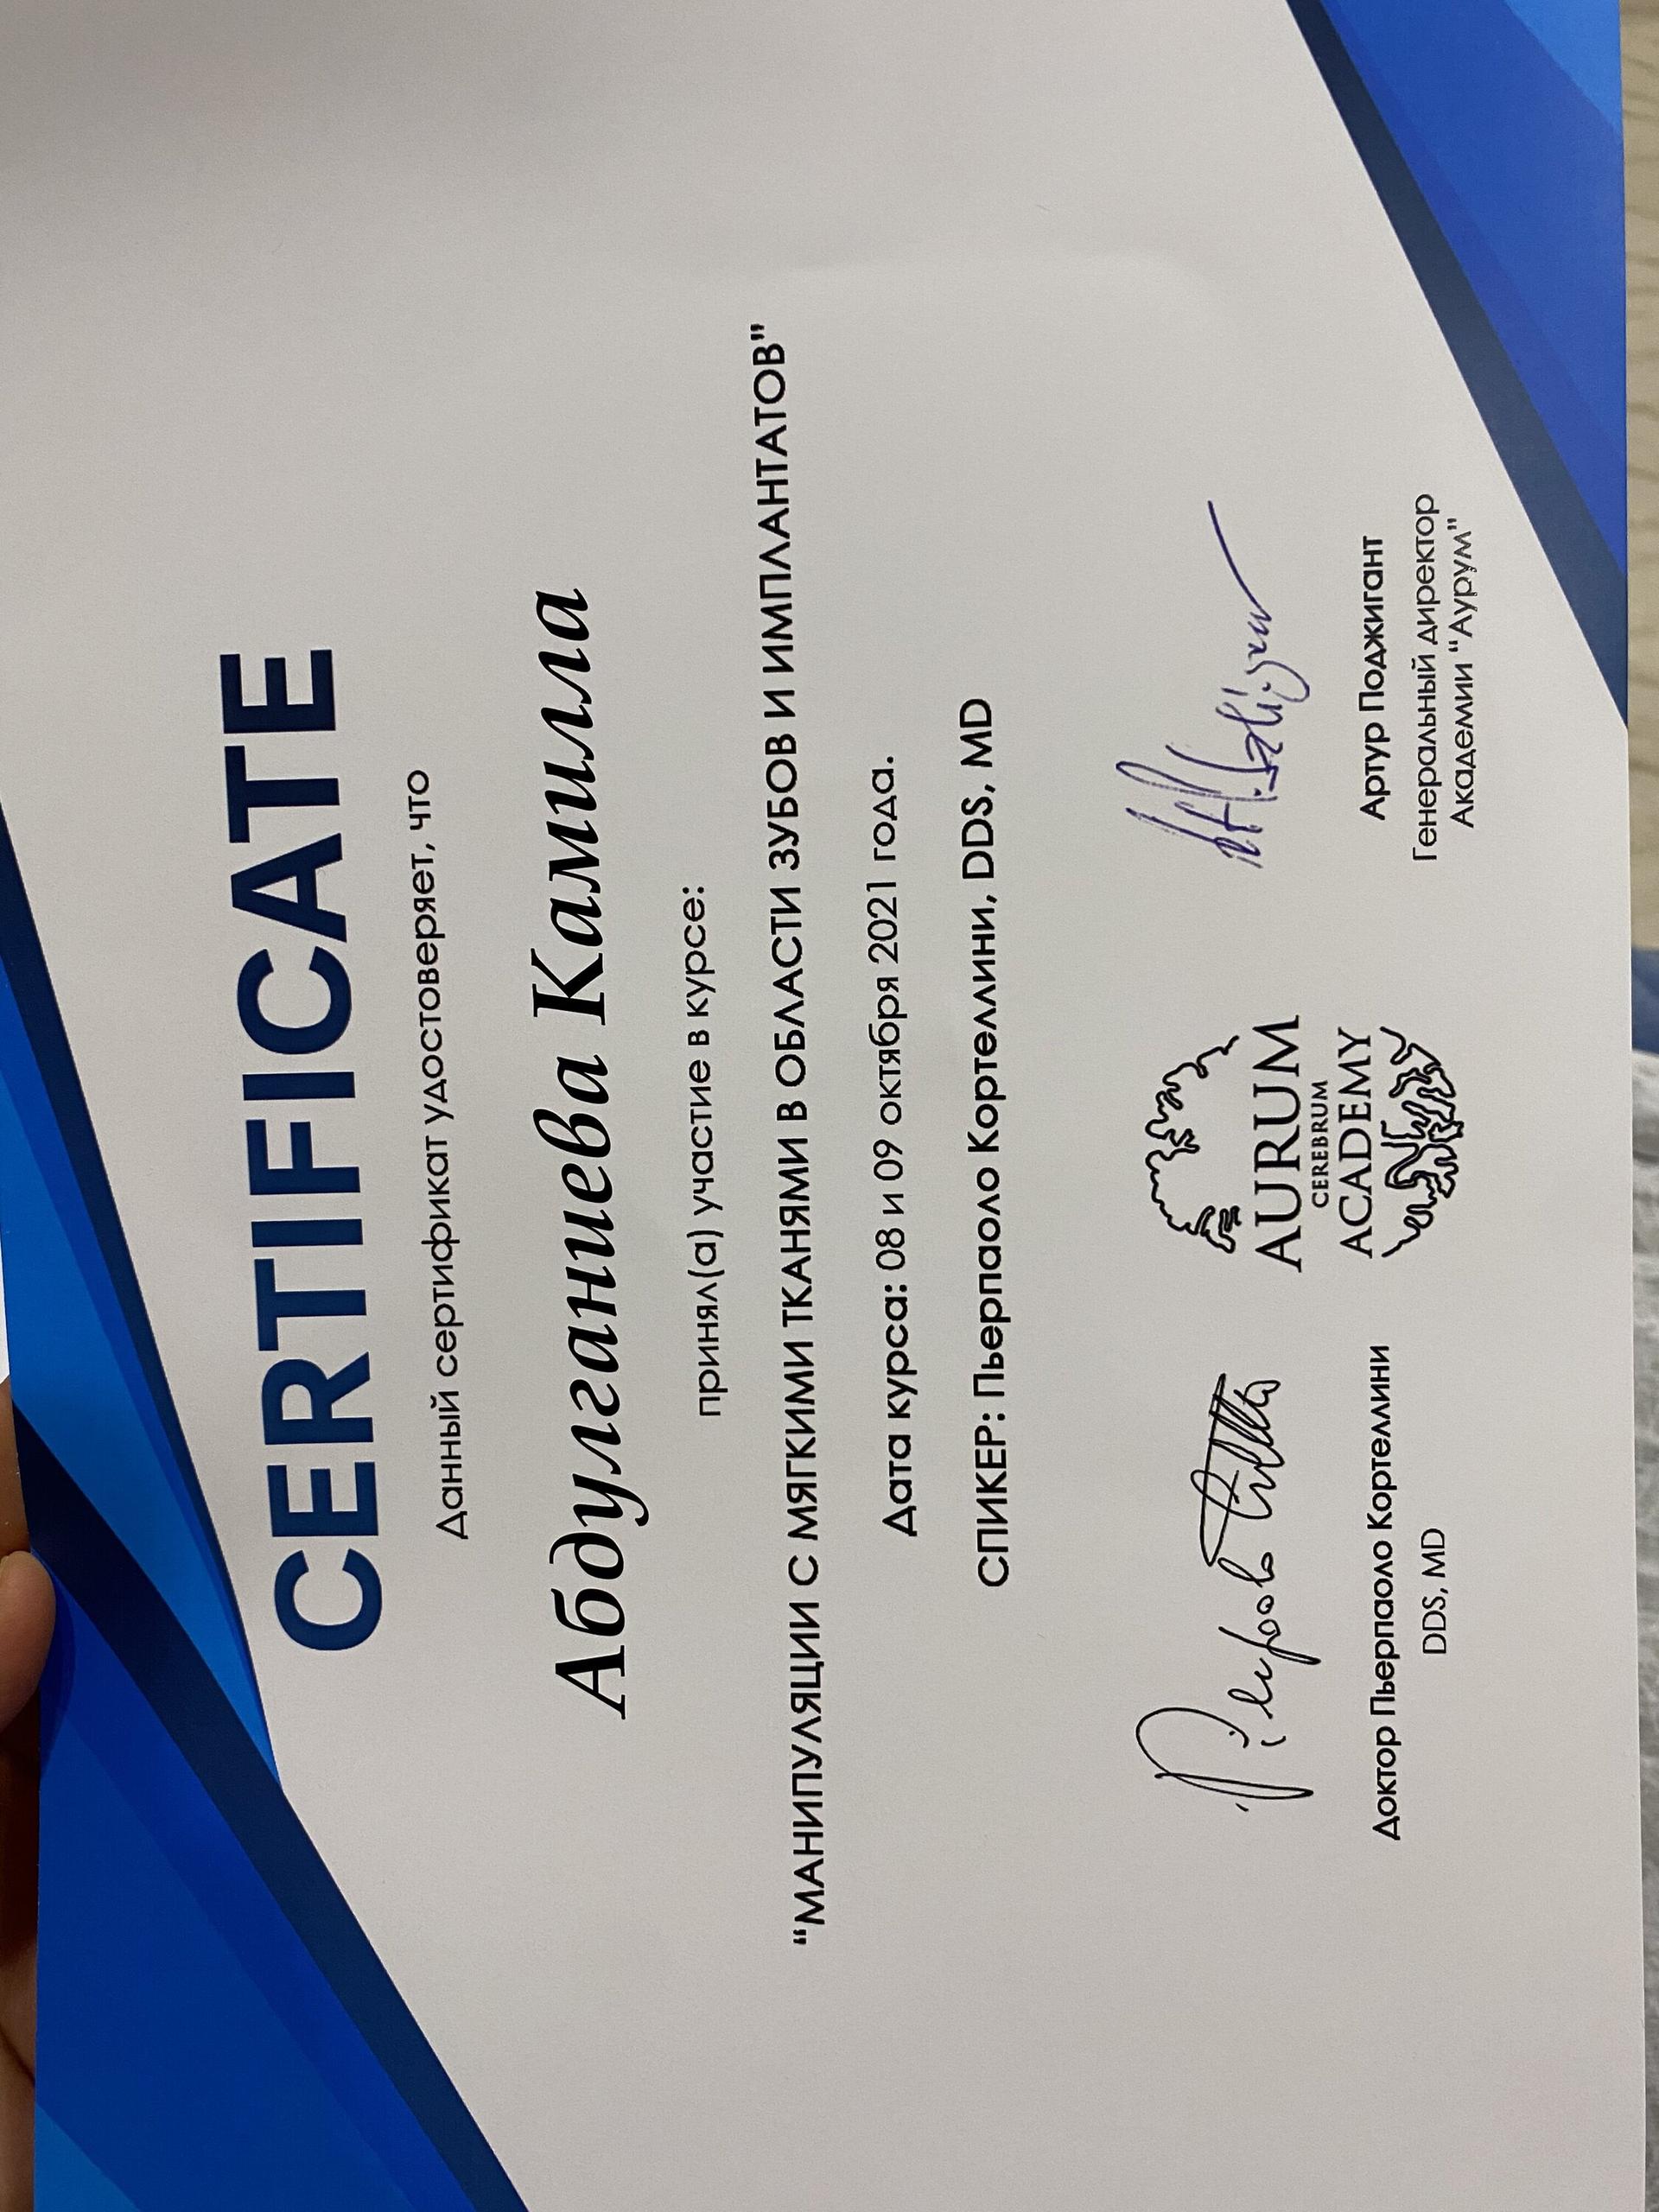 CERTIFICATE
Данный сертификат удостоверяет, что
Абдулганиева Камилла
принял(а) участие в курсе:
“МАНИПУЛЯЦИИ С МЯГКИМИ ТКАНЯМИ В ОБЛАСТИ ЗУБОВ И ИМПЛАНТАТОВ"
Дата курса: 08 и 09 октября 2021 года.
СПИКЕР: Пьерпаоло Кортеллини, DDS, MD
Доктор Пьерпаоло Кортеллини
DDS, MD
AURUM
CEREBRUM
ACADEMY
Артур Поджигант
Генеральный директор
Академии “Аурум"